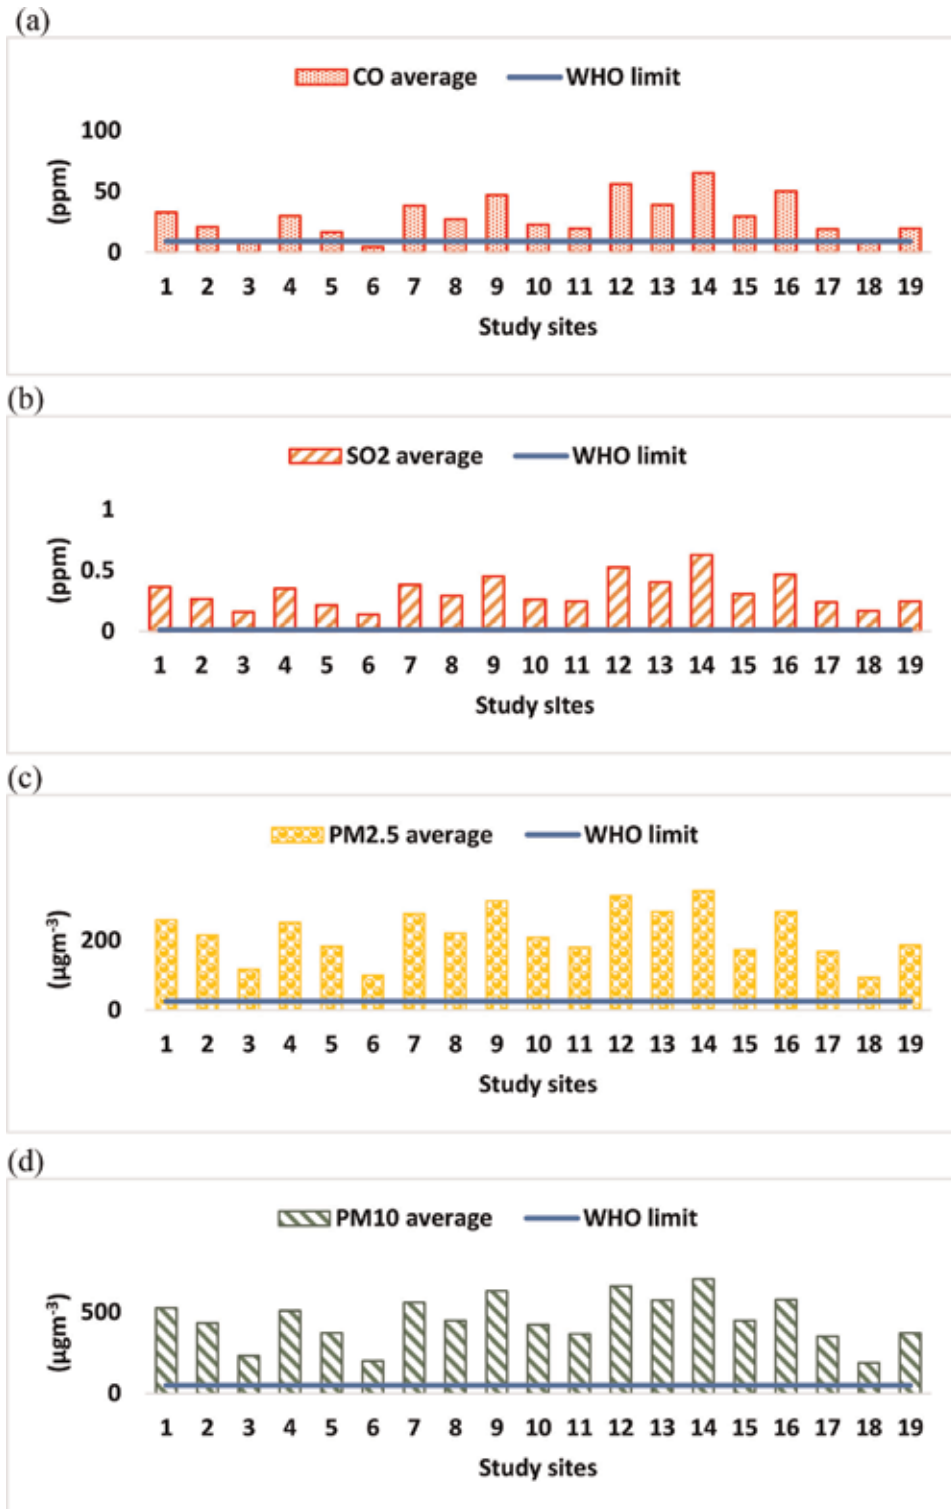 (a)
CO average WHO limit
100
50
0
(ppm)
1 2 3 4 5 6 7 8 9 10 11 12 13 14 15 16 17 18 19
Study sites
(b)
SO2 average WHO limit
1
0.5
0
(ppm)
1 2 3 4 5 6 7 8 9 10 11 12 13 14 15 16 17 18 19
Study sItes
(c)
PM2.5 average WHO limit
200
0
(µgm⁻³)
1 2 3 4 5 6 7 8 9 10 11 12 13 14 15 16 17 18 19
Study sites
(d)
PM10 average WHO limit
500
0
(µgm⁻³)
1 2 3 4 5 6 7 8 9 10 11 12 13 14 15 16 17 18 19
Study sites